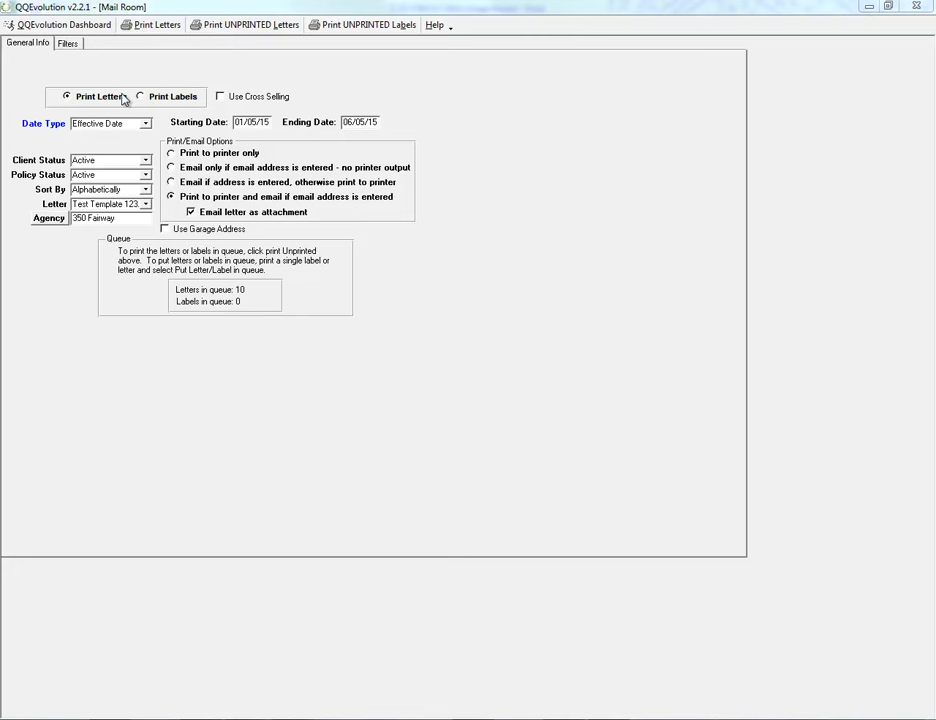 QQEvolution v2.2.1 - [Mail Room]
QQEvolution Dashboard Print Letters Print UNPRINTED Letters Print UNPRINTED Labels Help
General Info Filters
Print Letters Print Labels Use Cross Selling
Date Type Effective Date Starting Date: 01/05/15 Ending Date: 06/05/15
Print/Email Options
Print to printer only
Client Status Active
Email only if email address is entered - no printer output
Policy Status Active
Email if address is entered, otherwise print to printer
Sort By Alphabetically
Print to printer and email if email address is entered
Letter Test Template 123.
Email letter as attachment
Agency 350 Fairway
Use Garage Address
Queue
To print the letters or labels in queue, click print Unprinted
above. To put letters or labels in queue, print a single label or
letter and select Put Letter/Label in queue.
Letters in queue: 10
Labels in queue: 0